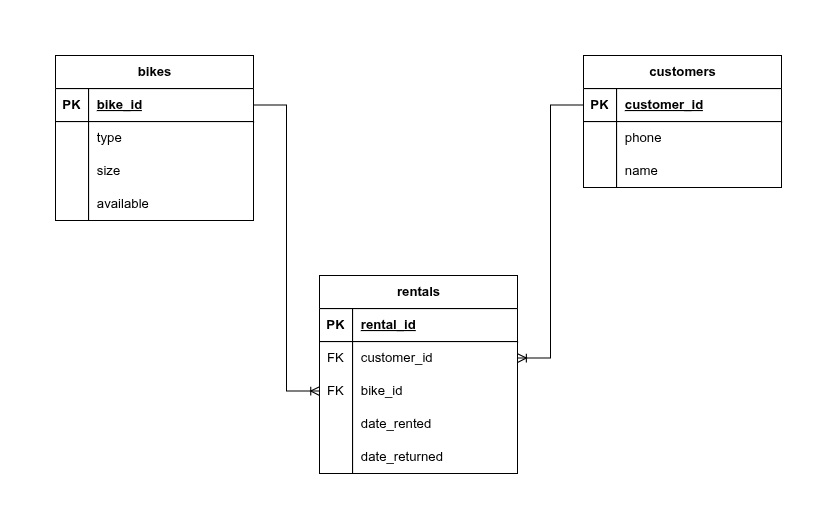 bikes
PK bike_id
type
size
available
customers
PK customer_id
phone
name
rentals
PK rental_id
FK customer_id
FK bike_id
date_rented
date_returned